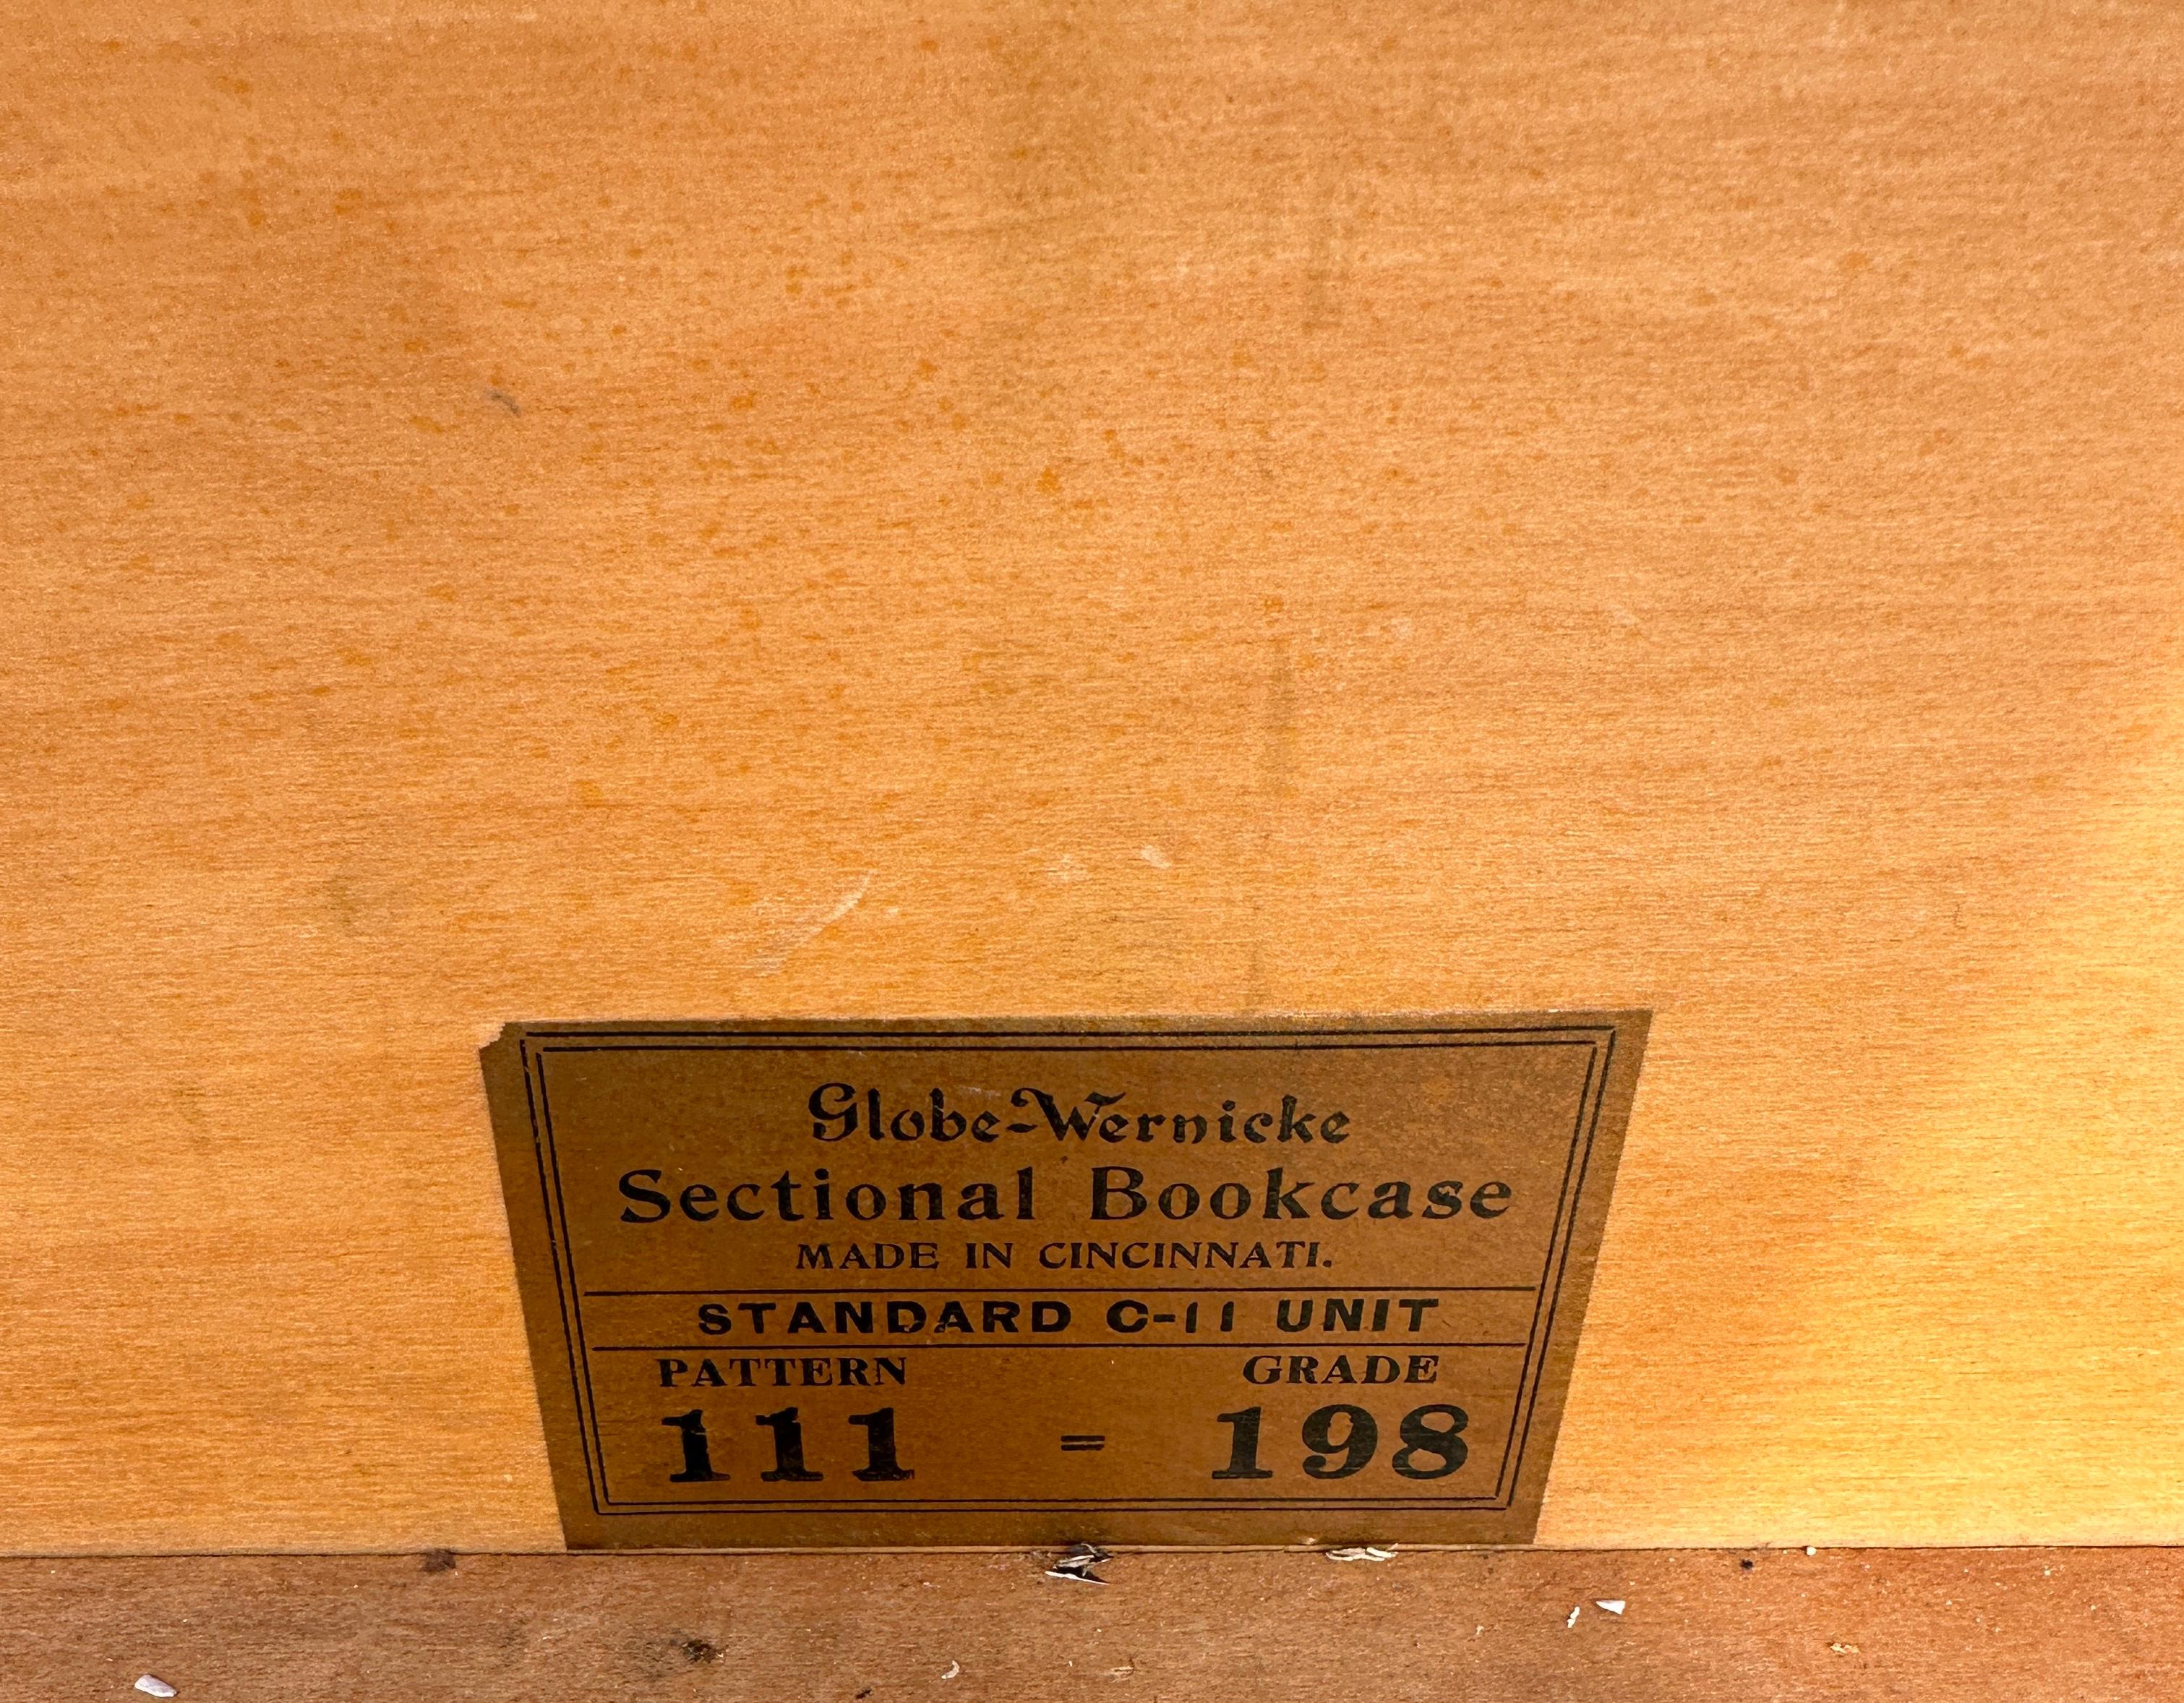 Globe-Wernicke
Sectional Bookcase
MADE IN CINCINNATI.
STANDARD C-11 UNIT
PATTERN GRADE
111 = 198